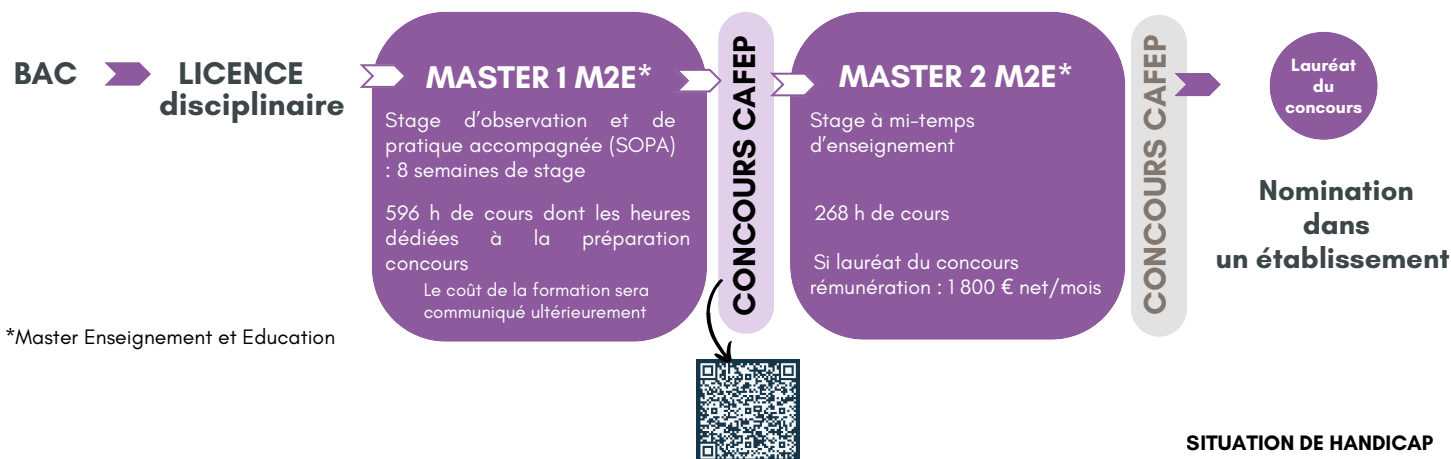 BAC
LICENCE
disciplinaire
MASTER 1 M2E*
Stage d'observation et de
pratique accompagnée (SOPA)
: 8 semaines de stage
596 h de cours dont les heures
dédiées à la préparation
concours
Le coût de la formation sera
communiqué ultérieurement
CONCOURS CAFEP
MASTER 2 M2E*
Stage à mi-temps
d'enseignement
268 h de cours
Si lauréat du concours
rémunération : 1 800 € net/mois
CONCOURS CAFEP
Lauréat
du
concours
Nomination
dans
un établissement
*Master Enseignement et Education
SITUATION DE HANDICAP